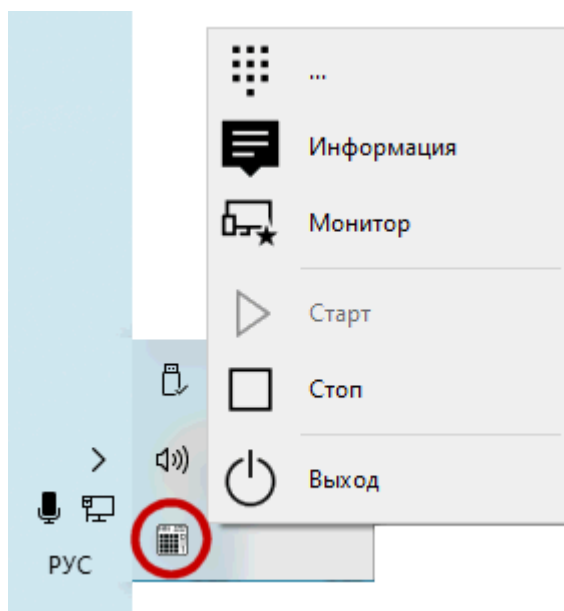 ...
Информация
Монитор
Старт
Стоп
Выход
РУС